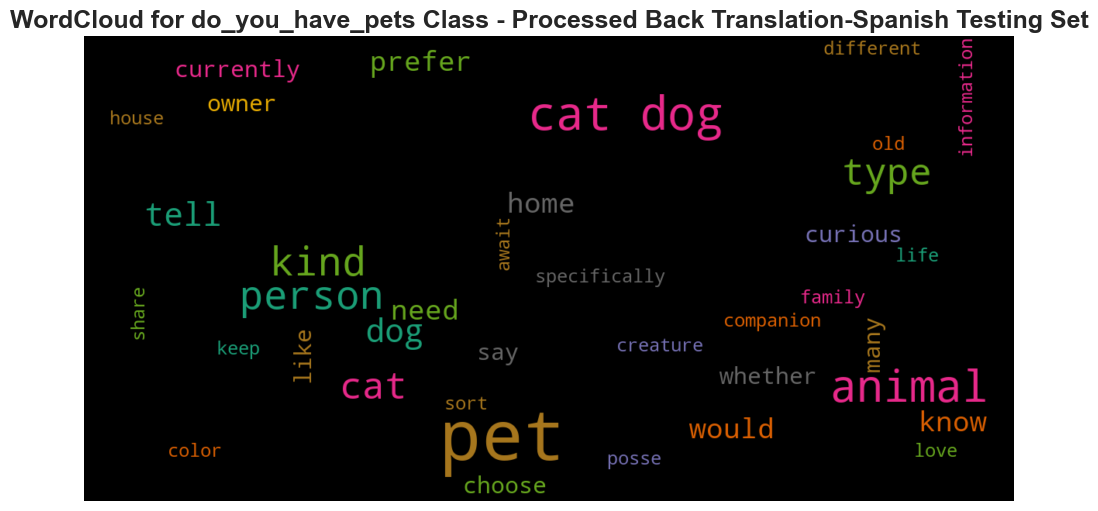 WordCloud for do_you_have_pets Class - Processed Back Translation-Spanish Testing Set
different
prefer
currently
information
owner
cat dog
house
old
type
home
tell
await
curious
life
kind
specifically
person
share
family
need
companion
dog
many
like
keep
say
creature
whether
cat
animal
sort
pet
would
know
color
posse
love
choose